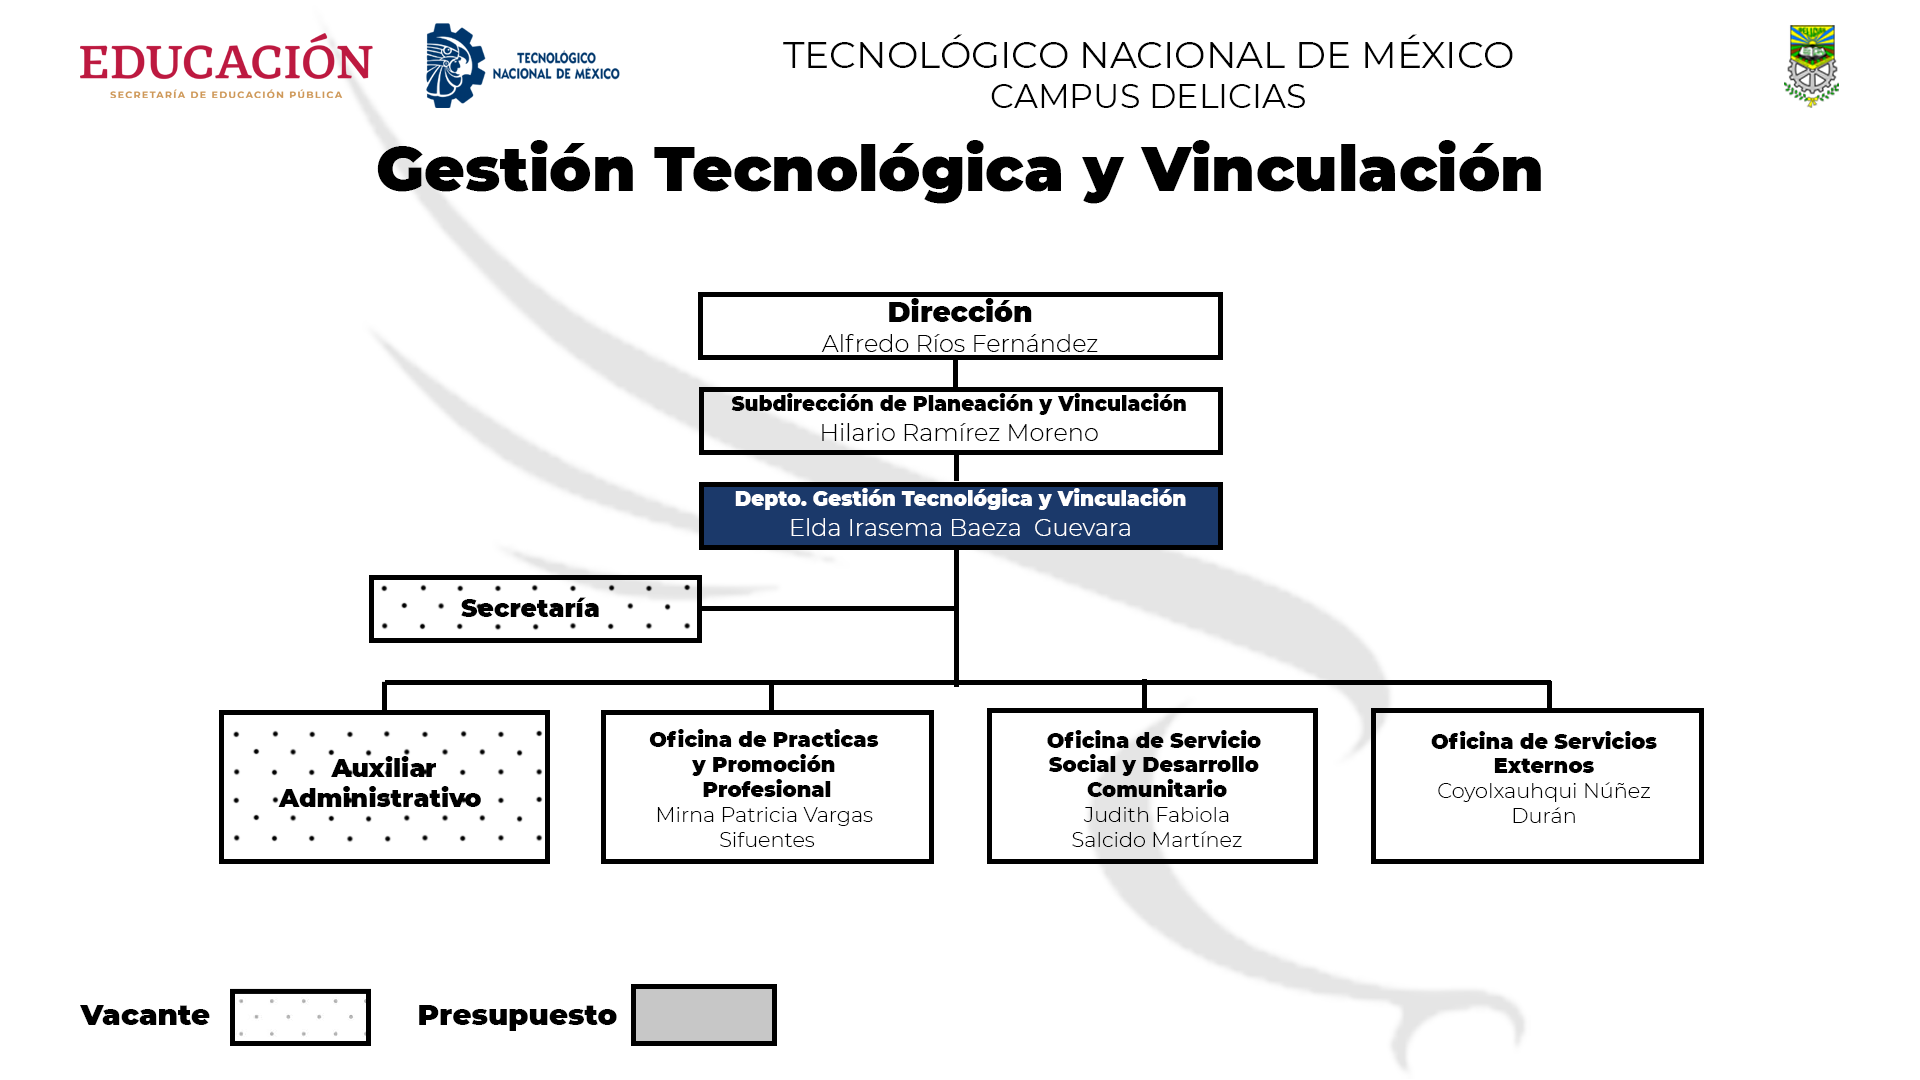 EDUCACIÓN
SECRETARÍA DE EDUCACIÓN PÚBLICA
TECNOLÓGICO
NACIONAL DE MÉXICO
TECNOLÓGICO NACIONAL DE MÉXICO
CAMPUS DELICIAS
Gestión Tecnológica y Vinculación
Dirección
Alfredo Ríos Fernández
Subdirección de Planeación y Vinculación
Hilario Ramírez Moreno
Depto. Gestión Tecnológica y Vinculación
Elda Irasema Baeza  Guevara
Secretaría
Auxiliar
Administrativo
Oficina de Practicas
y Promoción
Profesional
Mirna Patricia Vargas
Sifuentes
Oficina de Servicio
Social y Desarrollo
Comunitario
Judith Fabiola
Salcido Martínez
Oficina de Servicios
Externos
Coyolxauhqui Núñez
Durán
Vacante
Presupuesto